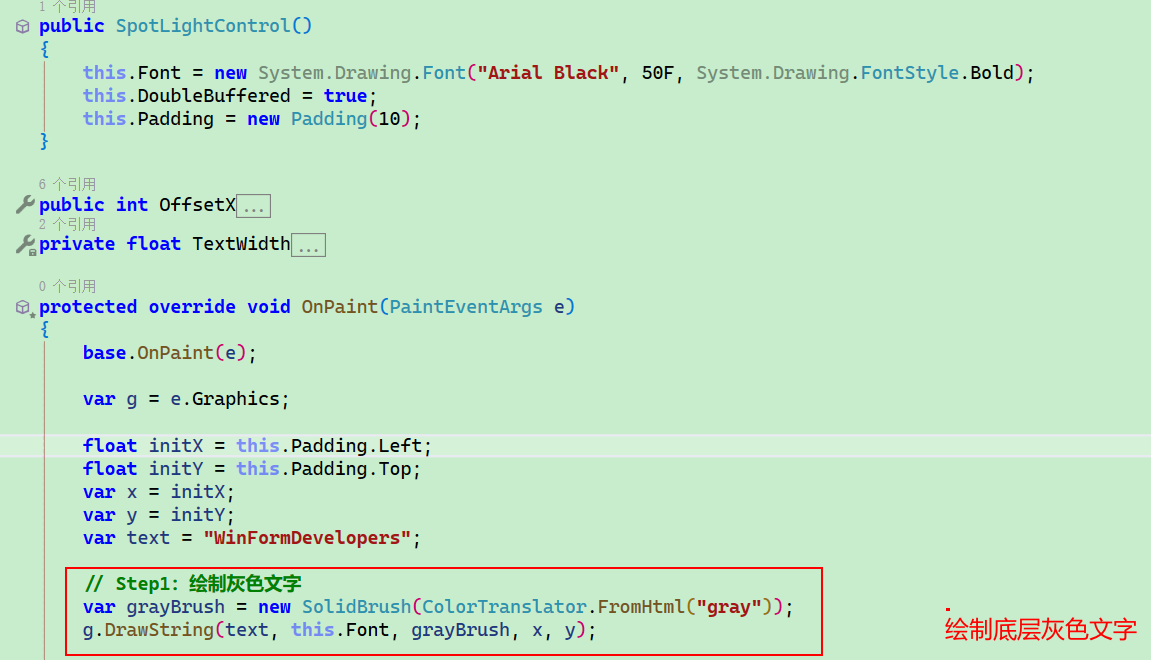 1 个引用
public SpotLightControl()
{
this.Font = new System.Drawing.Font("Arial Black", 50F, System.Drawing.FontStyle.Bold);
this.DoubleBuffered = true;
this.Padding = new Padding(10);
}
6 个引用
public int OffsetX...
2 个引用
private float TextWidth...
0 个引用
protected override void OnPaint(PaintEventArgs e)
{
base.OnPaint(e);
var g = e.Graphics;
float initX = this.Padding.Left;
float initY = this.Padding.Top;
var x = initX;
var y = initY;
var text = "WinFormDevelopers";
// Step1: 绘制灰色文字
var grayBrush = new SolidBrush(ColorTranslator.FromHtml("gray"));
g.DrawString(text, this.Font, grayBrush, x, y);
绘制底层灰色文字